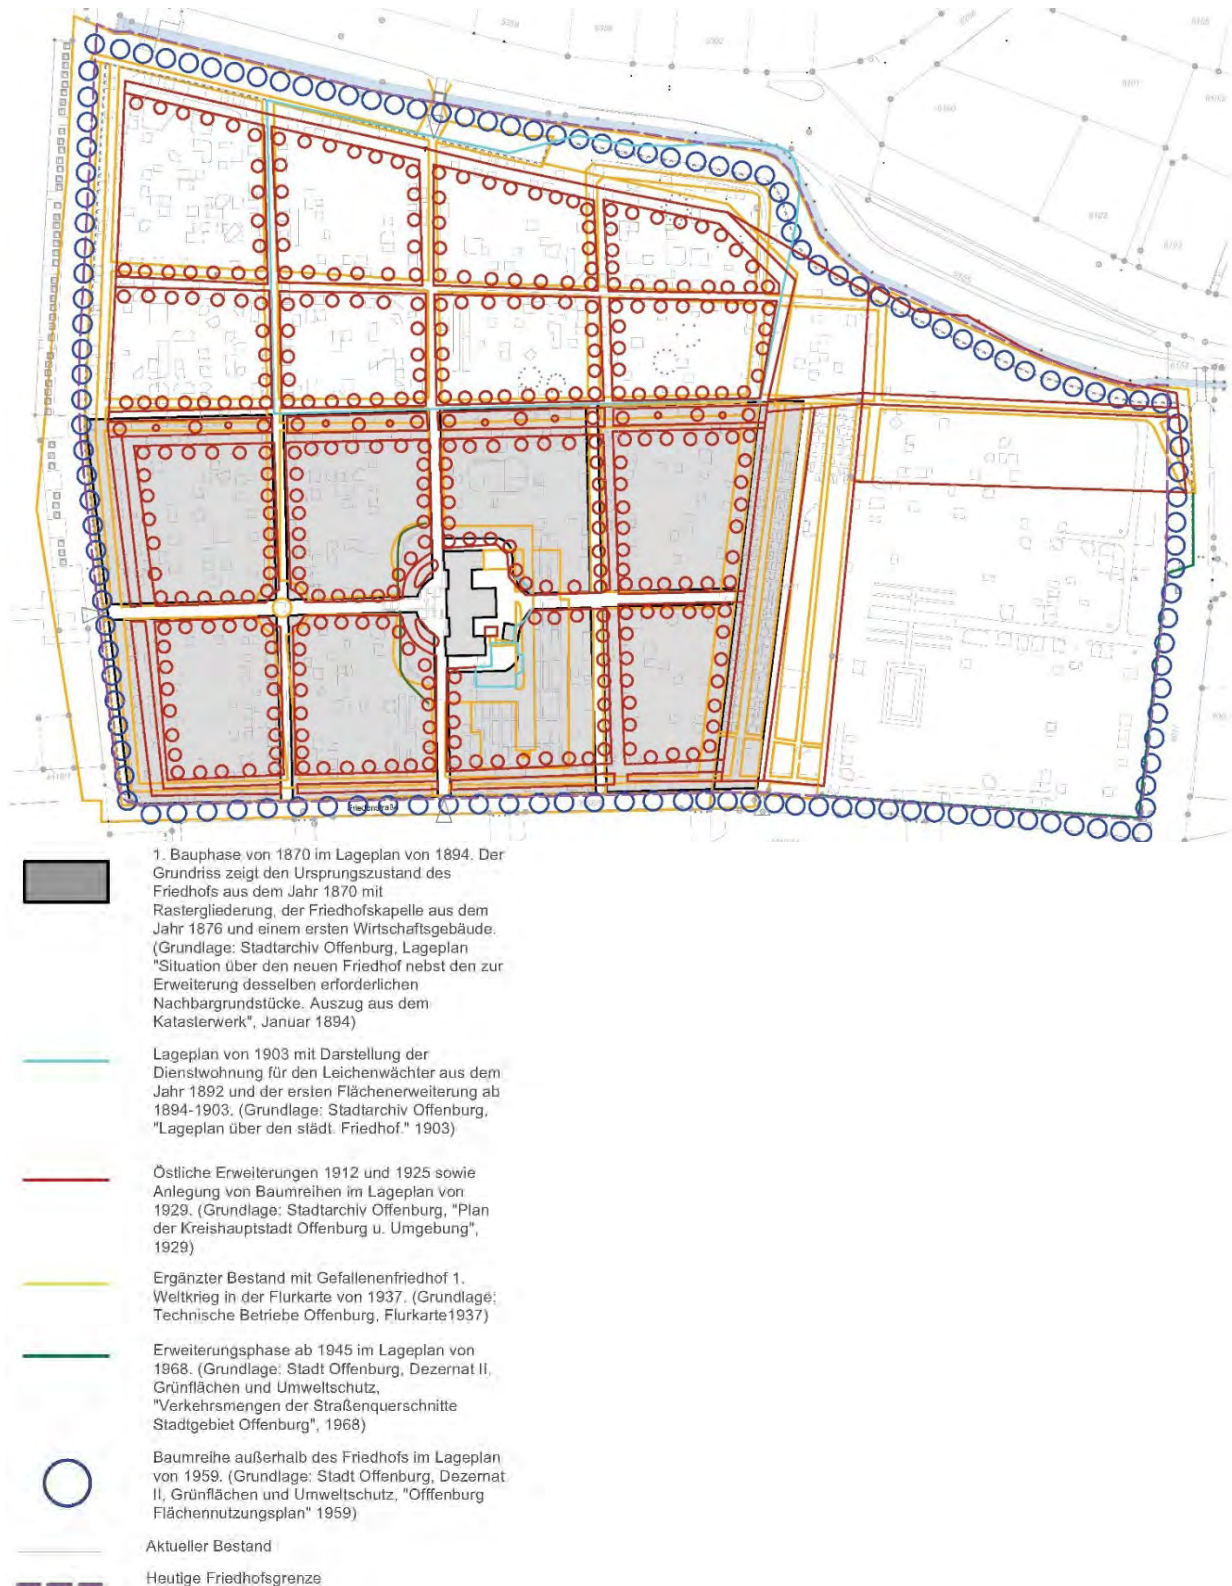 Friedenstraße
1. Bauphase von 1870 im Lageplan von 1894. Der
Grundriss zeigt den Ursprungszustand des
Friedhofs aus dem Jahr 1870 mit
Rastergliederung, der Friedhofskapelle aus dem
Jahr 1876 und einem ersten Wirtschaftsgebäude.
(Grundlage: Stadtarchiv Offenburg, Lageplan
"Situation über den neuen Friedhof nebst den zur
Erweiterung desselben erforderlichen
Nachbargrundstücke. Auszug aus dem
Katasterwerk", Januar 1894)
Lageplan von 1903 mit Darstellung der
Dienstwohnung für den Leichenwächter aus dem
Jahr 1892 und der ersten Flächenerweiterung ab
1894-1903. (Grundlage: Stadtarchiv Offenburg,
"Lageplan über den städt. Friedhof." 1903)
Östliche Erweiterungen 1912 und 1925 sowie
Anlegung von Baumreihen im Lageplan von
1929. (Grundlage: Stadtarchiv Offenburg, "Plan
der Kreishauptstadt Offenburg u. Umgebung",
1929)
Ergänzter Bestand mit Gefallenenfriedhof 1.
Weltkrieg in der Flurkarte von 1937. (Grundlage:
Technische Betriebe Offenburg, Flurkarte1937)
Erweiterungsphase ab 1945 im Lageplan von
1968. (Grundlage: Stadt Offenburg, Dezernat II,
Grünflächen und Umweltschutz,
"Verkehrsmengen der Straßenquerschnitte
Stadtgebiet Offenburg", 1968)
Baumreihe außerhalb des Friedhofs im Lageplan
von 1959. (Grundlage: Stadt Offenburg, Dezernat
II, Grünflächen und Umweltschutz, "Offfenburg
Flächennutzungsplan" 1959)
Aktueller Bestand
Heutige Friedhofsgrenze